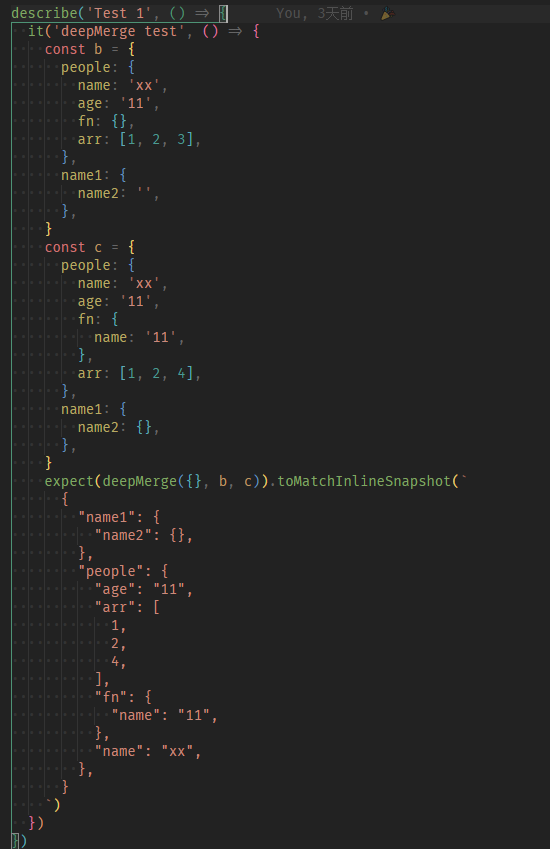 describe('Test 1', () => { You, 3天前 • 🎉
it('deepMerge test', () => {
const b = {
people: {
name: 'xx',
age: '11',
fn: {},
arr: [1, 2, 3],
},
name1: {
name2: '',
},
}
const c = {
people: {
name: 'xx',
age: '11',
fn: {
name: '11',
},
arr: [1, 2, 4],
},
name1: {
name2: {},
},
}
expect(deepMerge({}, b, c)).toMatchInlineSnapshot(`
{
"name1": {
"name2": {},
},
"people": {
"age": "11",
"arr": [
1,
2,
4,
],
"fn": {
"name": "11",
},
"name": "xx",
},
}
`)
})
})